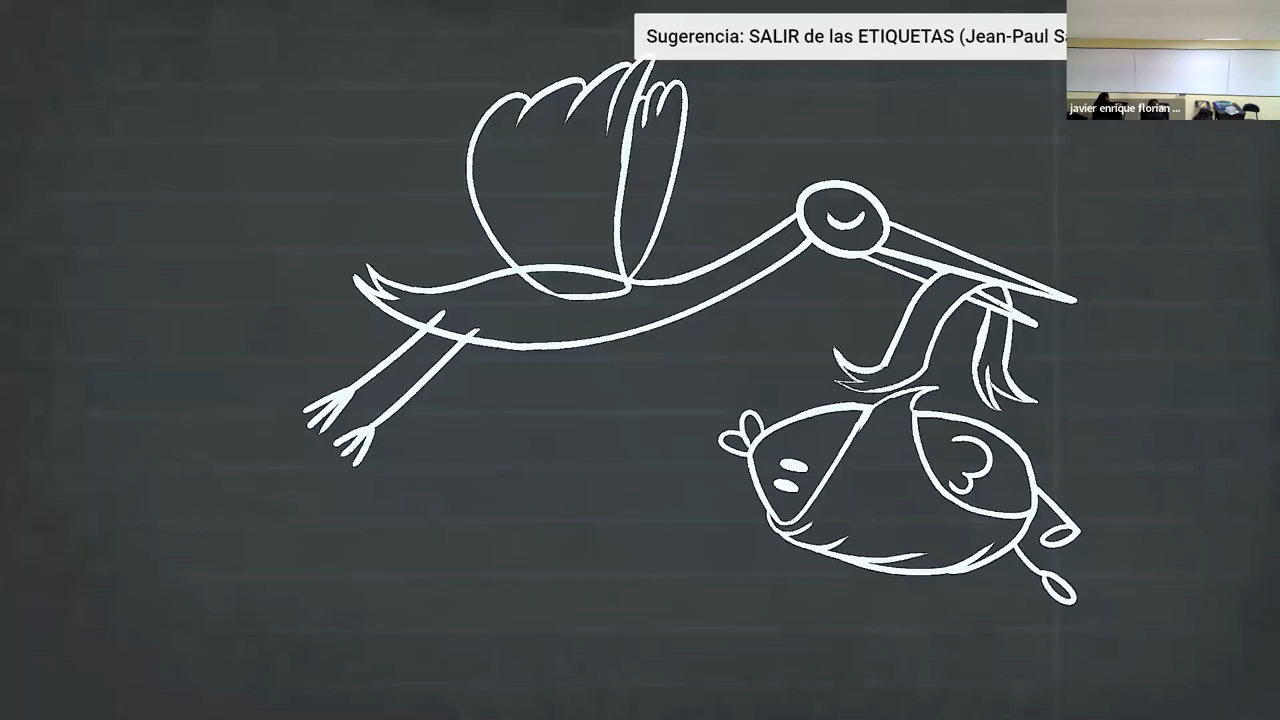 Sugerencia: SALIR de las ETIQUETAS (Jean-Paul
javier enrique florian ...